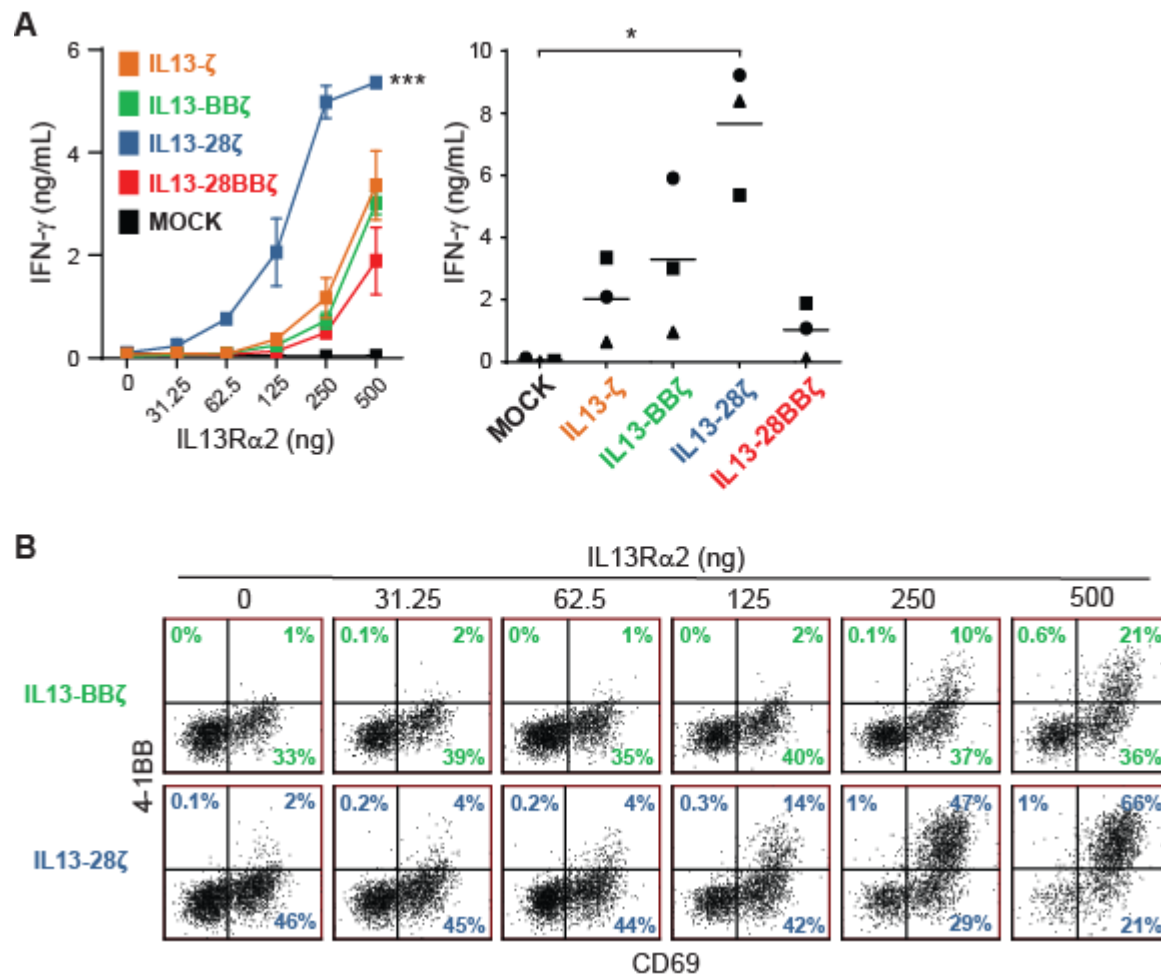 A
IFN-γ (ng/mL)
6
4
2
0
IL13-ζ
IL13-BBζ
IL13-28ζ
IL13-28BBζ
MOCK
***
0
31.25
62.5
125
250
500
IL13Rα2 (ng)
IFN-γ (ng/mL)
10
8
6
4
2
0
*
MOCK
IL13-ζ
IL13-BBζ
IL13-28ζ
IL13-28BBζ
B
IL13Rα2 (ng)
0 31.25 62.5 125 250 500
IL13-BBζ
0% 1% 0.1% 2% 0% 1% 0% 2% 0.1% 10% 0.6% 21%
33% 39% 35% 40% 37% 36%
4-1BB
IL13-28ζ
0.1% 2% 0.2% 4% 0.2% 4% 0.3% 14% 1% 47% 1% 66%
46% 45% 44% 42% 29% 21%
CD69